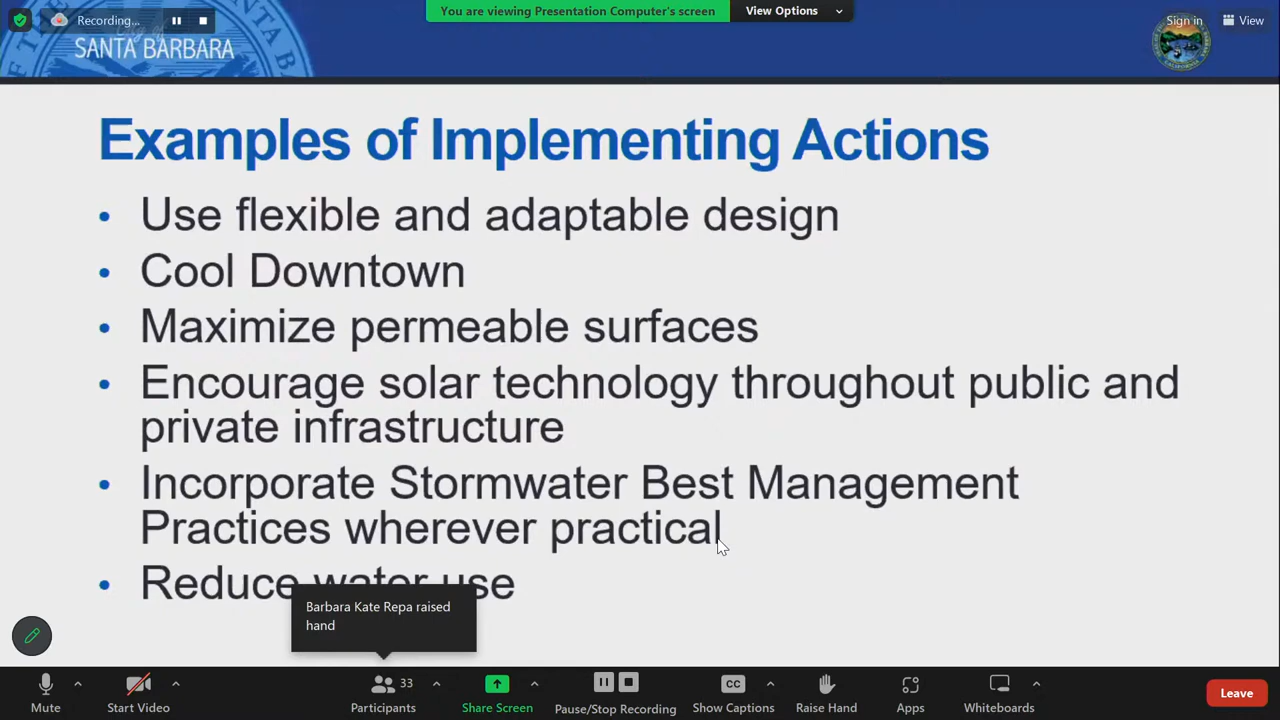 Recording...
You are viewing Presentation Computer's screen
View Options
Sign in
View
City of
SANTA BARBARA
CALIFORNIA
Examples of Implementing Actions
• Use flexible and adaptable design
• Cool Downtown
• Maximize permeable surfaces
• Encourage solar technology throughout public and
private infrastructure
• Incorporate Stormwater Best Management
Practices wherever practical
• Reduce water use
Barbara Kate Repa raised
hand
33
CC
Mute
Start Video
Participants
Share Screen
Pause/Stop Recording
Show Captions
Raise Hand
Apps
Whiteboards
Leave